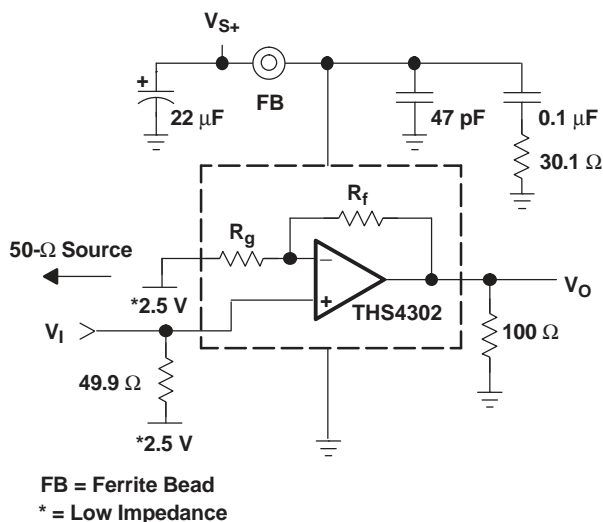 VS+
+
22 μF
FB
47 pF
0.1 μF
30.1 Ω
Rf
Rg
50-Ω Source
*2.5 V
−
+
THS4302
VO
VI
49.9 Ω
100 Ω
*2.5 V
FB = Ferrite Bead
* = Low Impedance